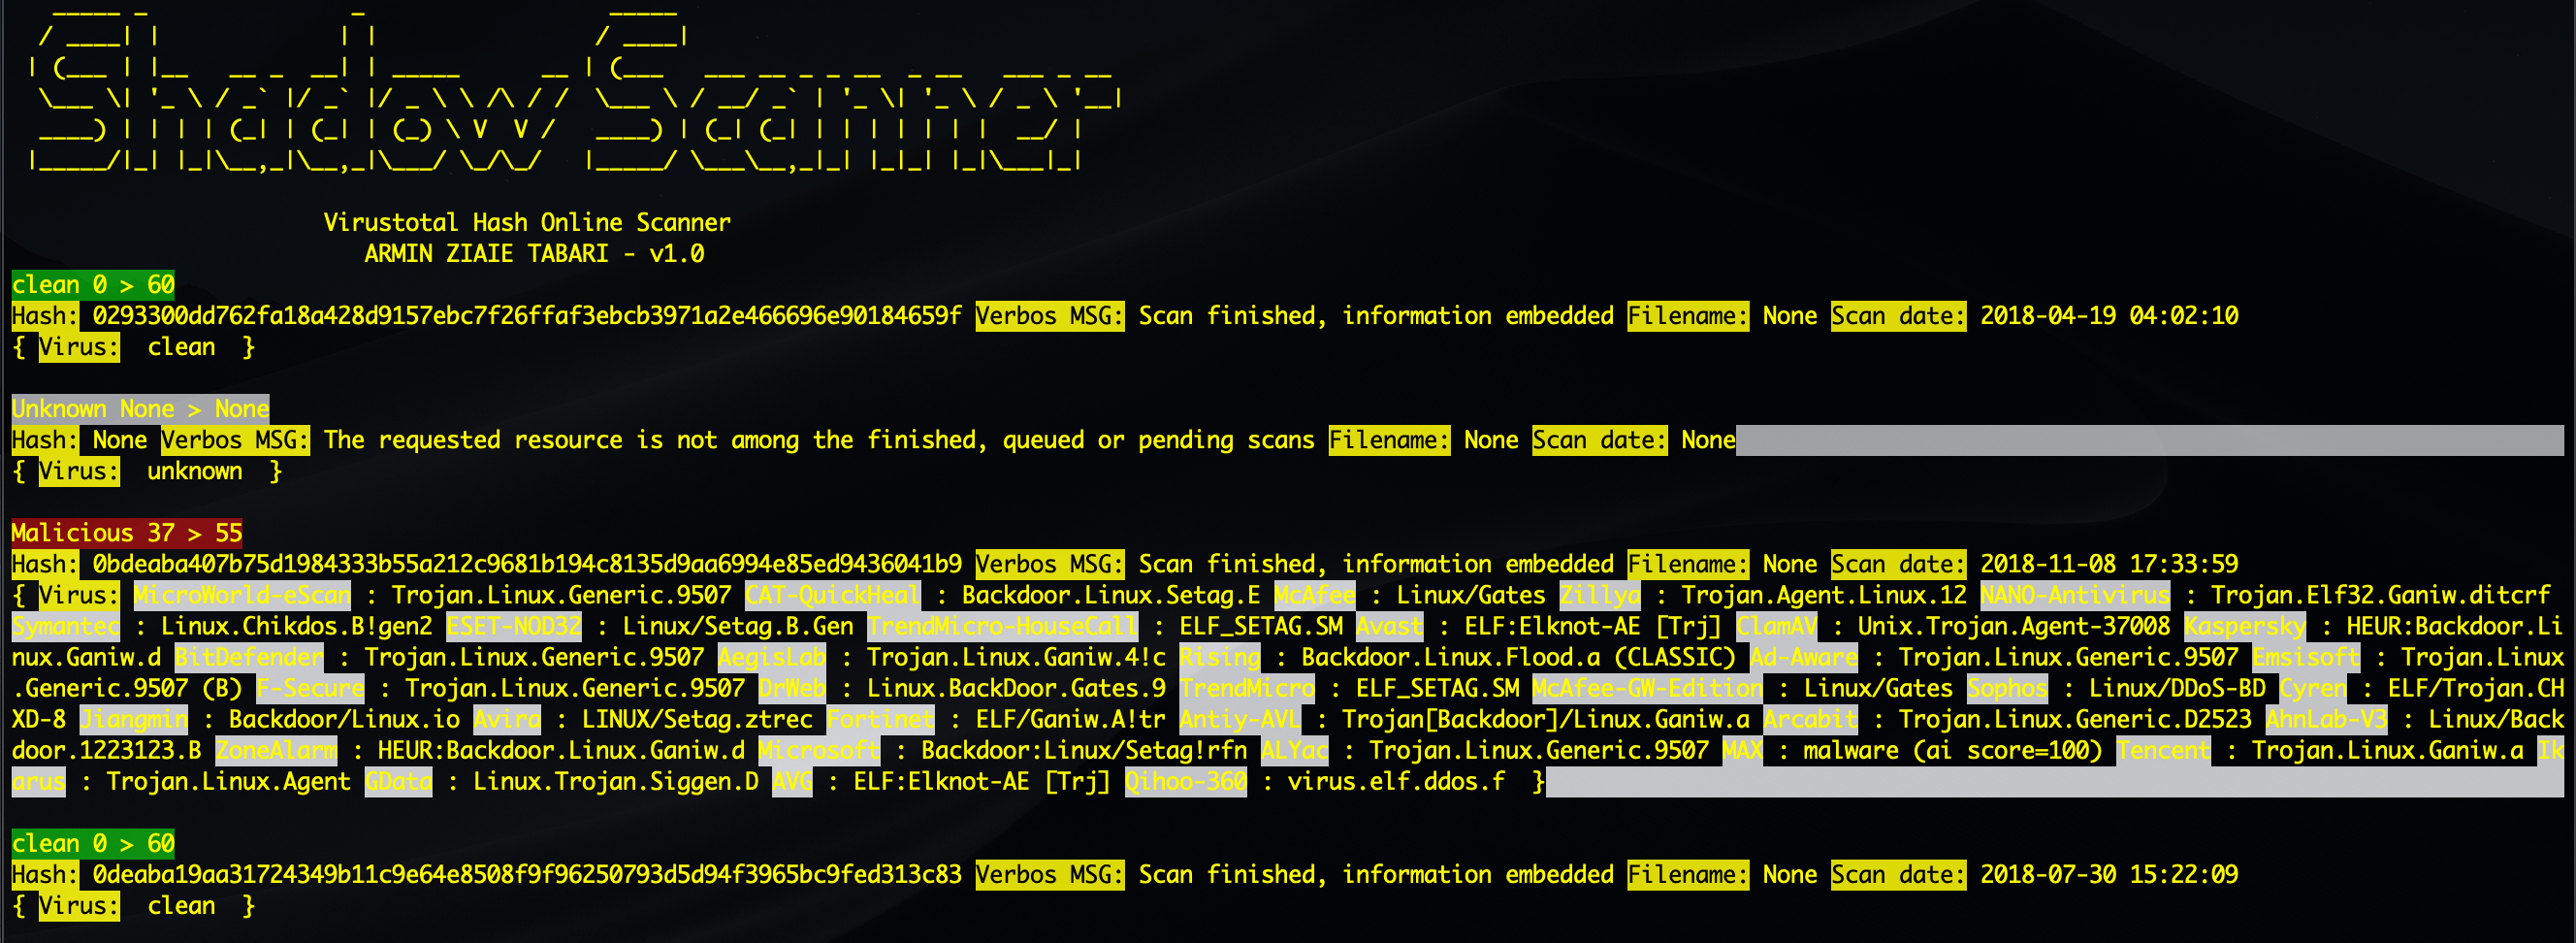 Shadow Scanner
Virustotal Hash Online Scanner
ARMIN ZIAIE TABARI - v1.0
clean 0 > 60
Hash: 0293300dd762fa18a428d9157ebc7f26ffaf3ebcb3971a2e466696e90184659f Verbos MSG: Scan finished, information embedded Filename: None Scan date: 2018-04-19 04:02:10
{ Virus:  clean  }
Unknown None > None
Hash: None Verbos MSG: The requested resource is not among the finished, queued or pending scans Filename: None Scan date: None
{ Virus:  unknown  }
Malicious 37 > 55
Hash: 0bdeaba407b75d1984333b55a212c9681b194c8135d9aa6994e85ed9436041b9 Verbos MSG: Scan finished, information embedded Filename: None Scan date: 2018-11-08 17:33:59
{ Virus: MicroWorld-eScan : Trojan.Linux.Generic.9507 CAT-QuickHeal : Backdoor.Linux.Setag.E McAfee : Linux/Gates Zillya : Trojan.Agent.Linux.12 NANO-Antivirus : Trojan.Elf32.Ganiw.ditcrf
Symantec : Linux.Chikdos.B!gen2 ESET-NOD32 : Linux/Setag.B.Gen TrendMicro-HouseCall : ELF_SETAG.SM Avast : ELF:Elknot-AE [Trj] ClamAV : Unix.Trojan.Agent-37008 Kaspersky : HEUR:Backdoor.Li
nux.Ganiw.d BitDefender : Trojan.Linux.Generic.9507 AegisLab : Trojan.Linux.Ganiw.4!c Rising : Backdoor.Linux.Flood.a (CLASSIC) Ad-Aware : Trojan.Linux.Generic.9507 Emsisoft : Trojan.Linux
.Generic.9507 (B) F-Secure : Trojan.Linux.Generic.9507 DrWeb : Linux.BackDoor.Gates.9 TrendMicro : ELF_SETAG.SM McAfee-GW-Edition : Linux/Gates Sophos : Linux/DDoS-BD Cyren : ELF/Trojan.CH
XD-8 Jiangmin : Backdoor/Linux.io Avira : LINUX/Setag.ztrec Fortinet : ELF/Ganiw.A!tr Antiy-AVL : Trojan[Backdoor]/Linux.Ganiw.a Arcabit : Trojan.Linux.Generic.D2523 AhnLab-V3 : Linux/Back
door.1223123.B ZoneAlarm : HEUR:Backdoor.Linux.Ganiw.d Microsoft : Backdoor:Linux/Setag!rfn ALYac : Trojan.Linux.Generic.9507 MAX : malware (ai score=100) Tencent : Trojan.Linux.Ganiw.a Ik
arus : Trojan.Linux.Agent GData : Linux.Trojan.Siggen.D AVG : ELF:Elknot-AE [Trj] Qihoo-360 : virus.elf.ddos.f  }
clean 0 > 60
Hash: 0deaba19aa31724349b11c9e64e8508f9f96250793d5d94f3965bc9fed313c83 Verbos MSG: Scan finished, information embedded Filename: None Scan date: 2018-07-30 15:22:09
{ Virus:  clean  }